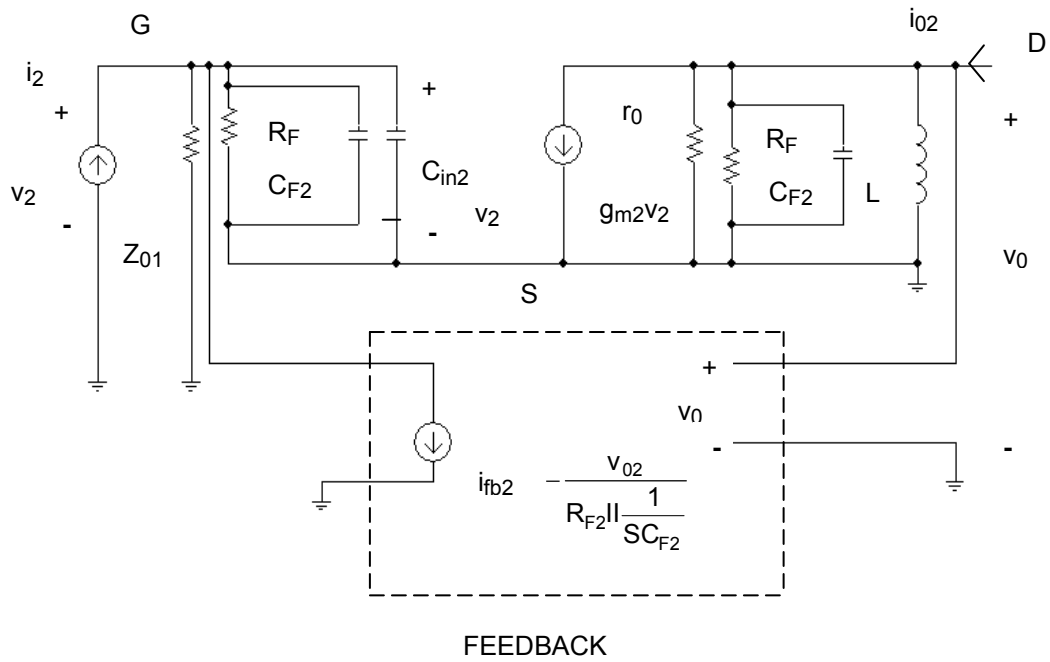 G
i02
D
i2
+
v2
-
Z01
RF
CF2
+
Cin2
-
v2
r0
gm2v2
RF
CF2
L
+
v0
-
S
+
v0
-
ifb2
- v02
RF2II 1
SCF2
FEEDBACK